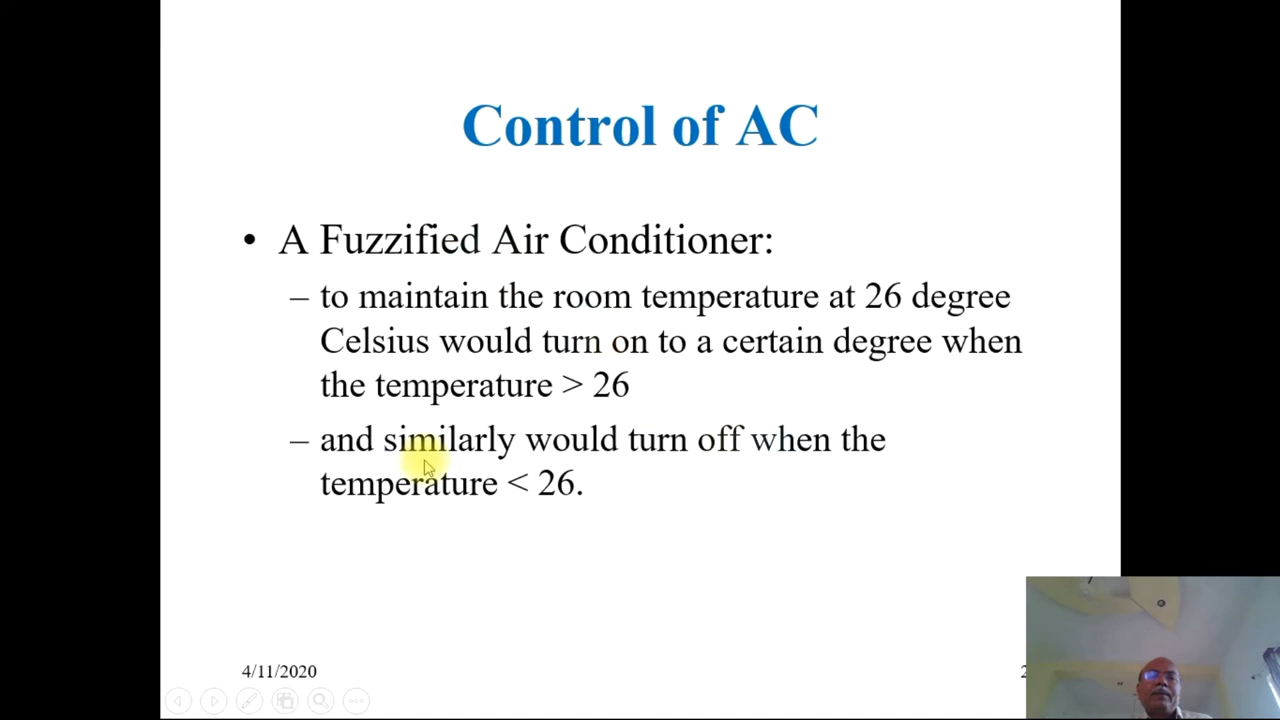 Control of AC
• A Fuzzified Air Conditioner:
– to maintain the room temperature at 26 degree
Celsius would turn on to a certain degree when
the temperature > 26
– and similarly would turn off when the
temperature < 26.
4/11/2020